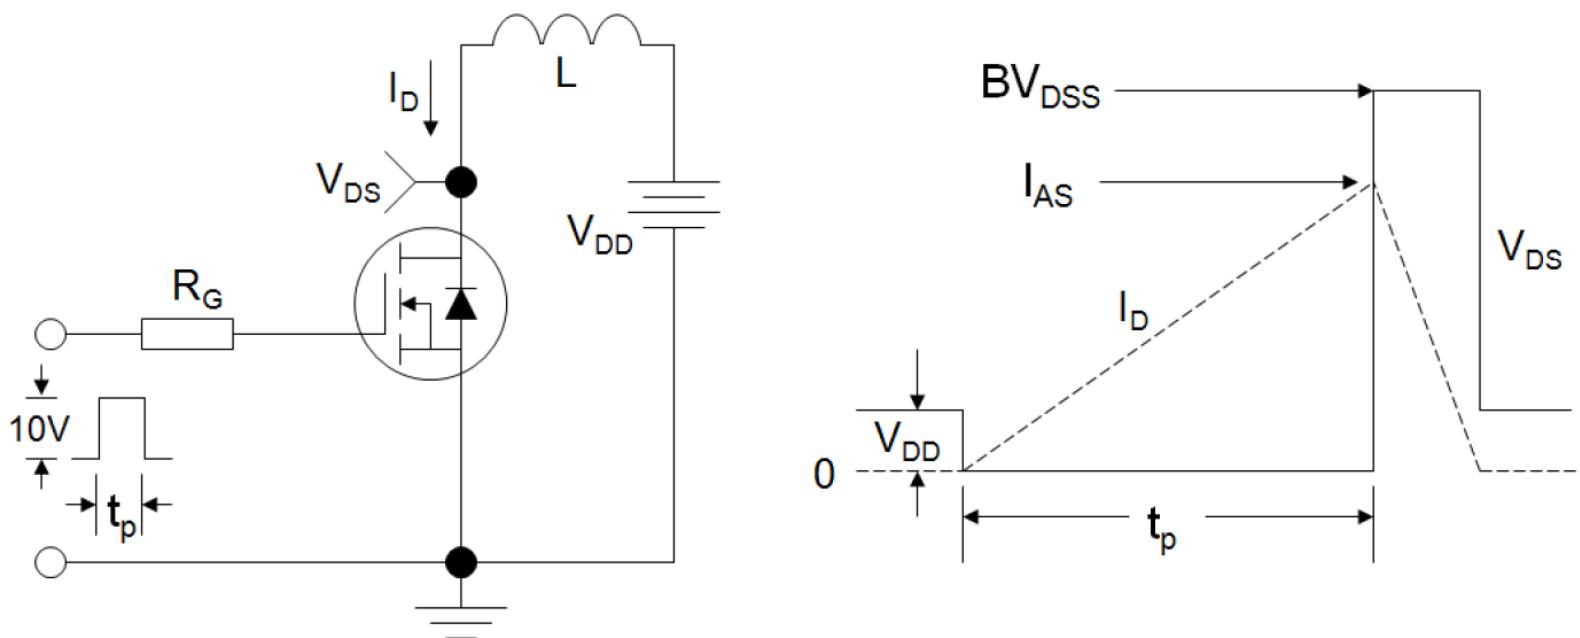 I_D
L
V_DS
V_DD
R_G
10V
t_p
BV_DSS
I_AS
V_DS
I_D
V_DD
0
t_p